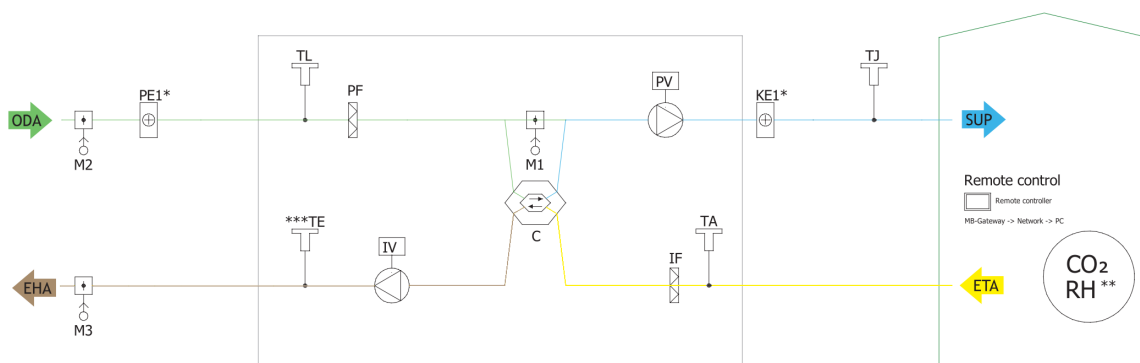 TL
PF
PE1*
ODA
M2
PV
KE1*
TJ
SUP
M1
Remote control
Remote controller
MB-Gateway -> Network -> PC
C
***TE
IV
IF
TA
EHA
M3
ETA
CO₂
RH **